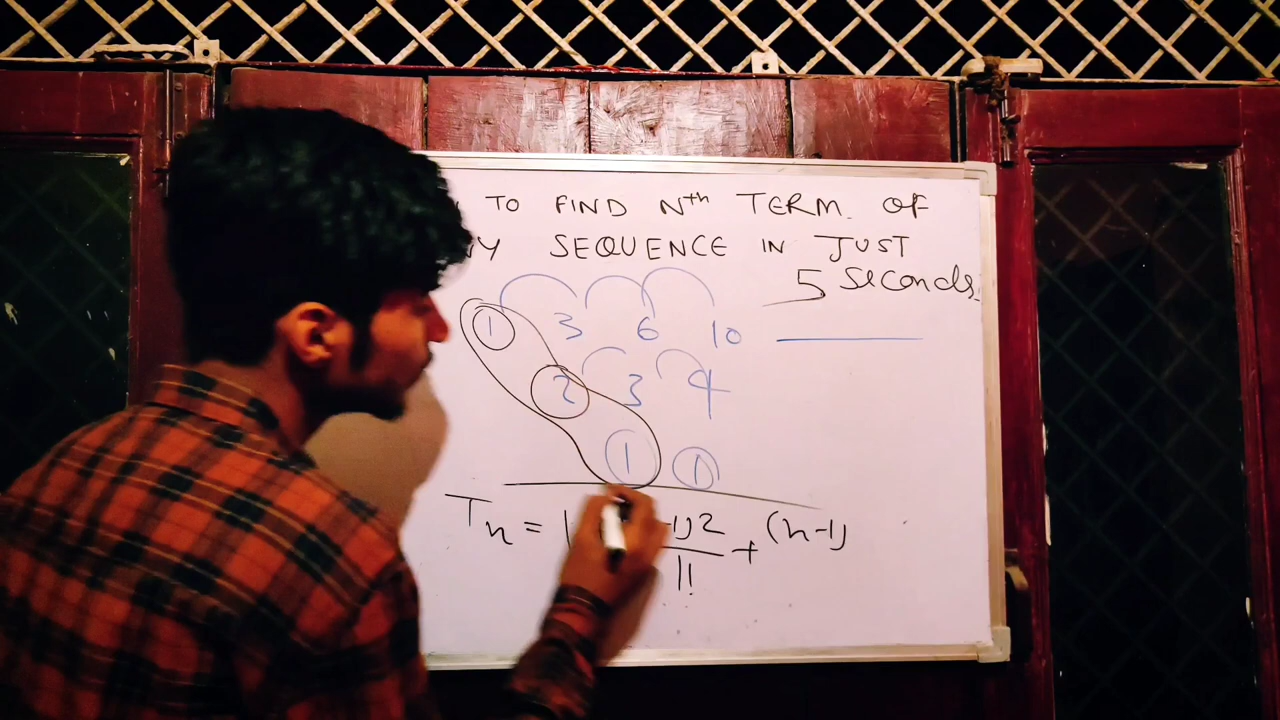 TO FIND Nth TERM. OF
SEQUENCE IN JUST
5 Seconds.
1 3 6 10
2 3 4
1 1
Tn = 1 -1)2 + (n-1)
1!